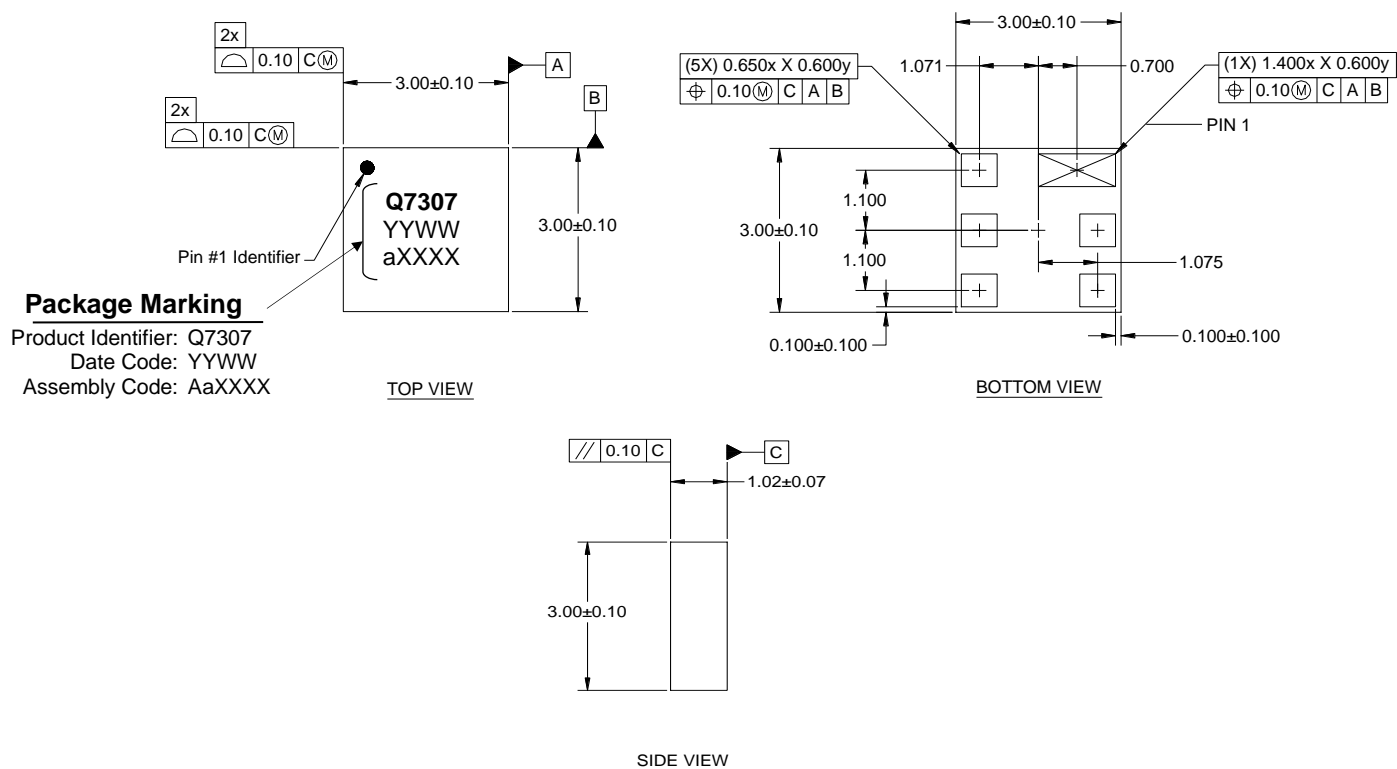 2x
⌓ 0.10 CⓂ
3.00±0.10
A
2x
⌓ 0.10 CⓂ
B
Q7307
YYWW
aXXXX
3.00±0.10
Pin #1 Identifier
Package Marking
Product Identifier: Q7307
Date Code: YYWW
Assembly Code: AaXXXX
TOP VIEW
3.00±0.10
(5X) 0.650x X 0.600y
⌖ 0.10Ⓜ C A B
1.071
0.700
(1X) 1.400x X 0.600y
⌖ 0.10Ⓜ C A B
PIN 1
1.100
3.00±0.10
1.100
1.075
0.100±0.100
0.100±0.100
BOTTOM VIEW
// 0.10 C
C
1.02±0.07
3.00±0.10
SIDE VIEW